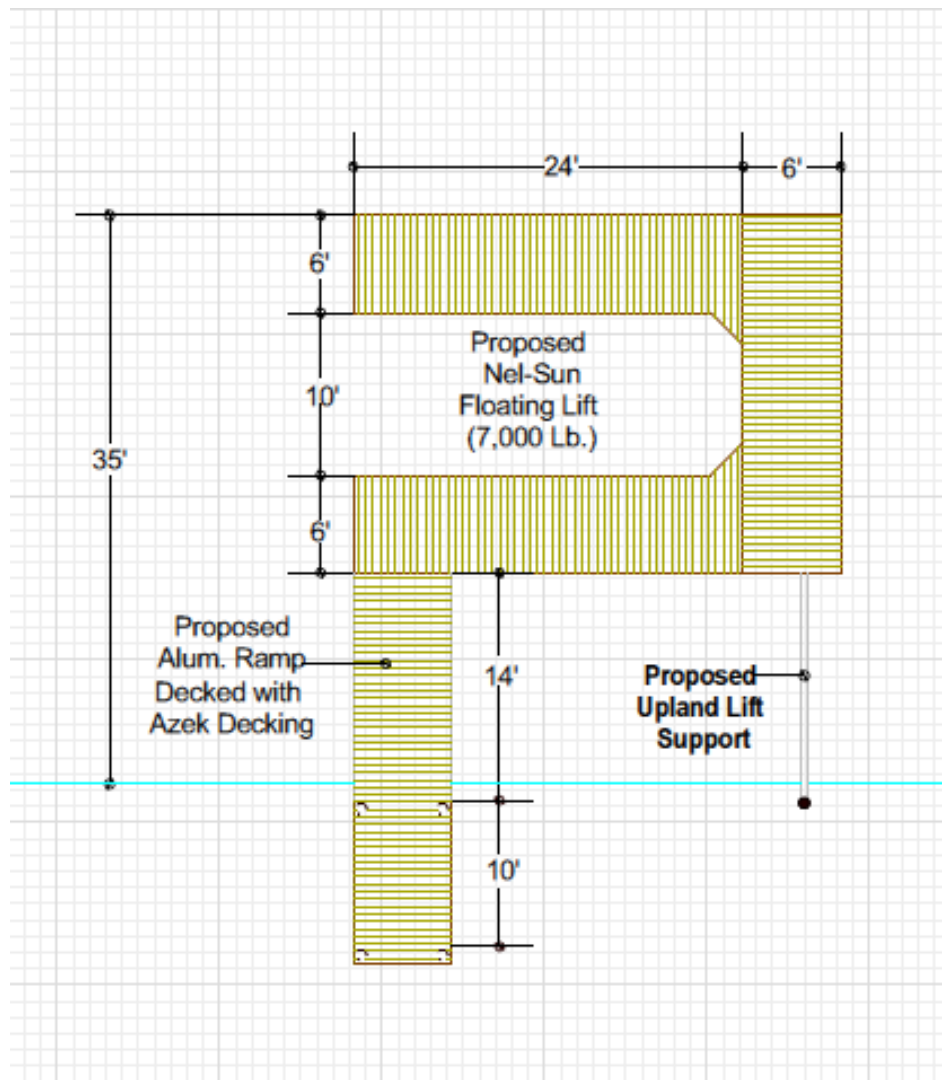 24'
6'
6'
Proposed
Nel-Sun
Floating Lift
(7,000 Lb.)
10'
35'
6'
Proposed
Alum. Ramp
Decked with
Azek Decking
14'
Proposed
Upland Lift
Support
10'